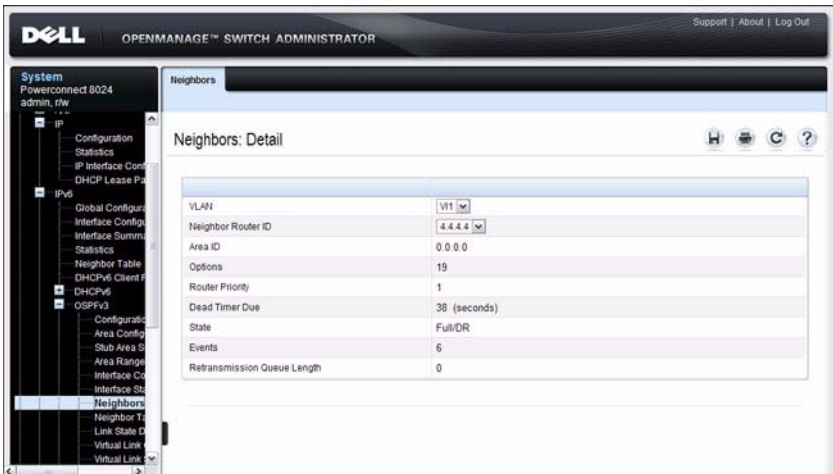 Support | About | Log Out
DELL
OPENMANAGE™ SWITCH ADMINISTRATOR
System
Powerconnect 8024
admin, r/w
IP
Configuration
Statistics
IP Interface Conf
DHCP Lease Pa
IPv6
Global Configura
Interface Configu
Interface Summa
Statistics
Neighbor Table
DHCPv6 Client F
DHCPv6
OSPFv3
Configuratio
Area Config
Stub Area S
Area Range
Interface Co
Interface Sta
Neighbors
Neighbor Ta
Link State D
Virtual Link
Virtual Link
Neighbors
Neighbors: Detail
VLAN Vl1
Neighbor Router ID 4.4.4.4
Area ID 0.0.0.0
Options 19
Router Priority 1
Dead Timer Due 38 (seconds)
State Full/DR
Events 6
Retransmission Queue Length 0